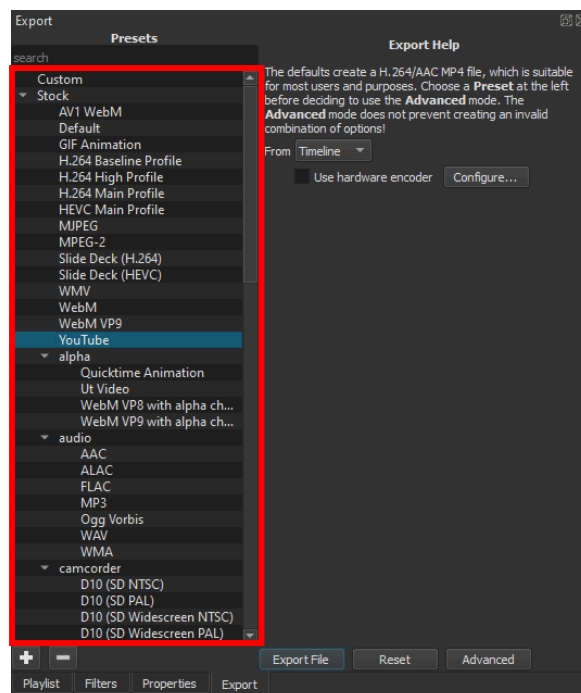 Export
Presets
search
Custom
Stock
AV1 WebM
Default
GIF Animation
H.264 Baseline Profile
H.264 High Profile
H.264 Main Profile
HEVC Main Profile
MJPEG
MPEG-2
Slide Deck (H.264)
Slide Deck (HEVC)
WMV
WebM
WebM VP9
YouTube
alpha
Quicktime Animation
Ut Video
WebM VP8 with alpha ch...
WebM VP9 with alpha ch...
audio
AAC
ALAC
FLAC
MP3
Ogg Vorbis
WAV
WMA
camcorder
D10 (SD NTSC)
D10 (SD PAL)
D10 (SD Widescreen NTSC)
D10 (SD Widescreen PAL)
Export Help
The defaults create a H.264/AAC MP4 file, which is suitable
for most users and purposes. Choose a Preset at the left
before deciding to use the Advanced mode. The
Advanced mode does not prevent creating an invalid
combination of options!
From Timeline
Use hardware encoder Configure...
Export File Reset Advanced
Playlist Filters Properties Export